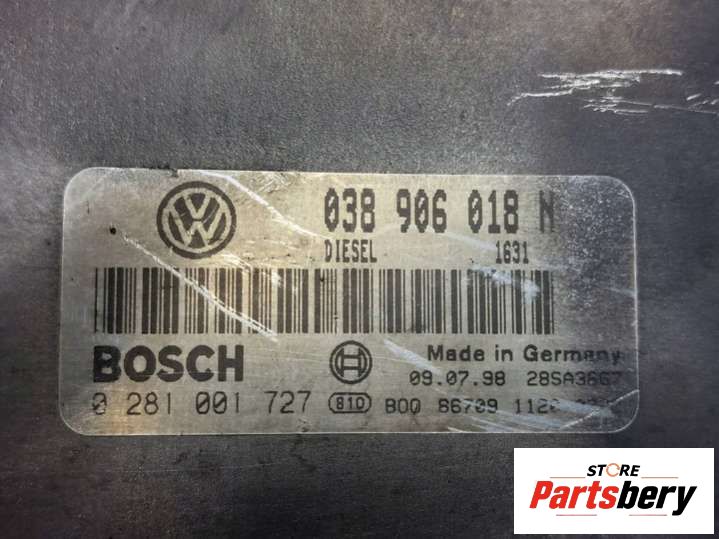 038 906 018 N
DIESEL 1631
BOSCH
Made in Germany
09.07.98 28SA3667
0 281 001 727 810 B00 86709
STORE
Partsbery